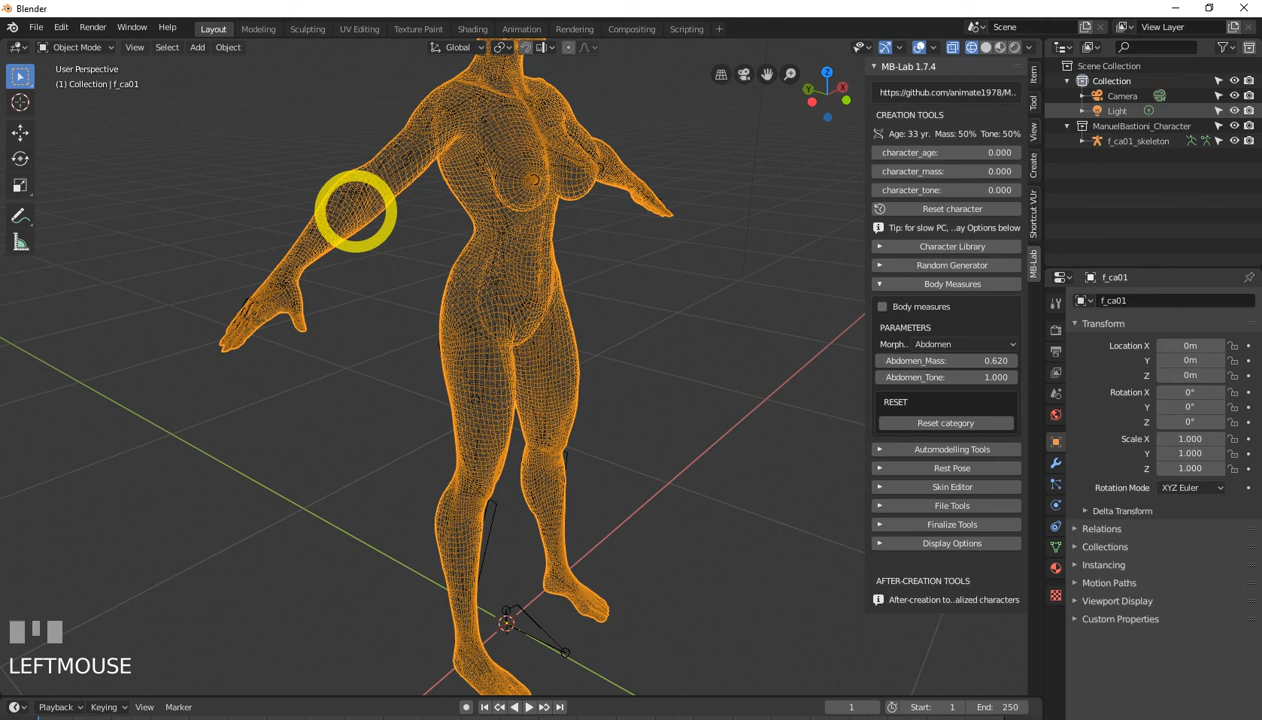 Blender
File Edit Render Window Help
Layout Modeling Sculpting UV Editing Texture Paint Shading Animation Rendering Compositing Scripting +
Scene
View Layer
Object Mode View Select Add Object
Global
User Perspective
(1) Collection | f_ca01
X
Y
Z
MB-Lab 1.7.4
https://github.com/animate1978/M..
CREATION TOOLS
Age: 33 yr. Mass: 50% Tone: 50%
character_age: 0.000
character_mass: 0.000
character_tone: 0.000
Reset character
Tip: for slow PC, ..ay Options below
Character Library
Random Generator
Body Measures
Body measures
PARAMETERS
Morph.. Abdomen
Abdomen_Mass: 0.620
Abdomen_Tone: 1.000
RESET
Reset category
Automodelling Tools
Rest Pose
Skin Editor
File Tools
Finalize Tools
Display Options
AFTER-CREATION TOOLS
After-creation to..alized characters
Item
Tool
View
Create
Shortcut VUr
MB-Lab
Scene Collection
Collection
Camera
Light
ManuelBastioni_Character
f_ca01_skeleton
f_ca01
f_ca01
Transform
Location X 0m
Y 0m
Z 0m
Rotation X 0°
Y 0°
Z 0°
Scale X 1.000
Y 1.000
Z 1.000
Rotation Mode XYZ Euler
Delta Transform
Relations
Collections
Instancing
Motion Paths
Viewport Display
Custom Properties
LEFTMOUSE
Playback Keying View Marker
1
Start: 1 End: 250